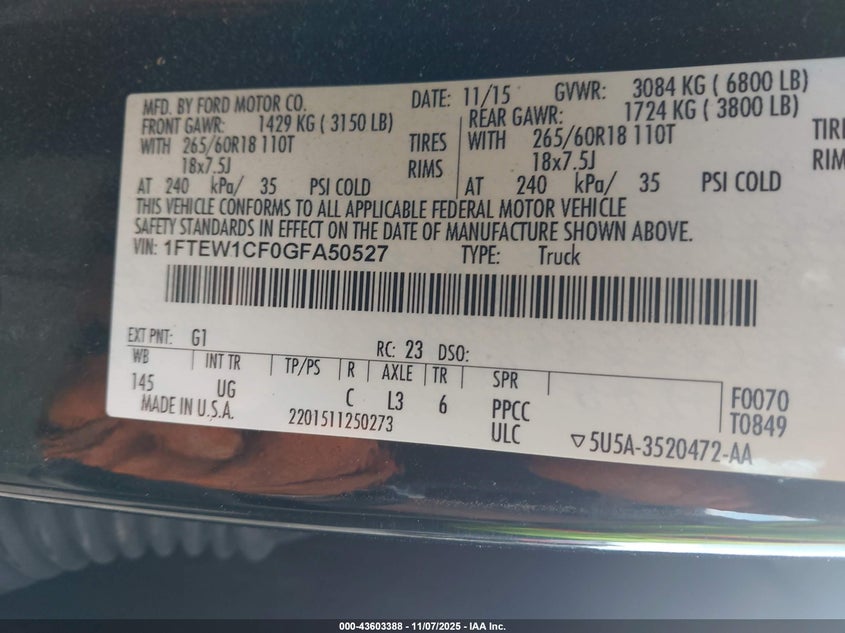 MFD. BY FORD MOTOR CO.
DATE: 11/15 GVWR: 3084 KG ( 6800 LB)
FRONT GAWR: 1429 KG ( 3150 LB)
REAR GAWR: 1724 KG ( 3800 LB)
WITH 265/60R18 110T TIRES
WITH 265/60R18 110T
18x7.5J RIMS
18x7.5J
AT 240 kPa/ 35 PSI COLD
AT 240 kPa/ 35 PSI COLD
THIS VEHICLE CONFORMS TO ALL APPLICABLE FEDERAL MOTOR VEHICLE
SAFETY STANDARDS IN EFFECT ON THE DATE OF MANUFACTURE SHOWN ABOVE.
VIN: 1FTEW1CF0GFA50527 TYPE: Truck
EXT PNT: G1 RC: 23 DSO:
WB INT TR TP/PS R AXLE TR SPR
145 UG C L3 6 PPCC F0070
MADE IN U.S.A. 2201511250273 ULC T0849
5U5A-3520472-AA
000-43603388 - 11/07/2025 - IAA Inc.